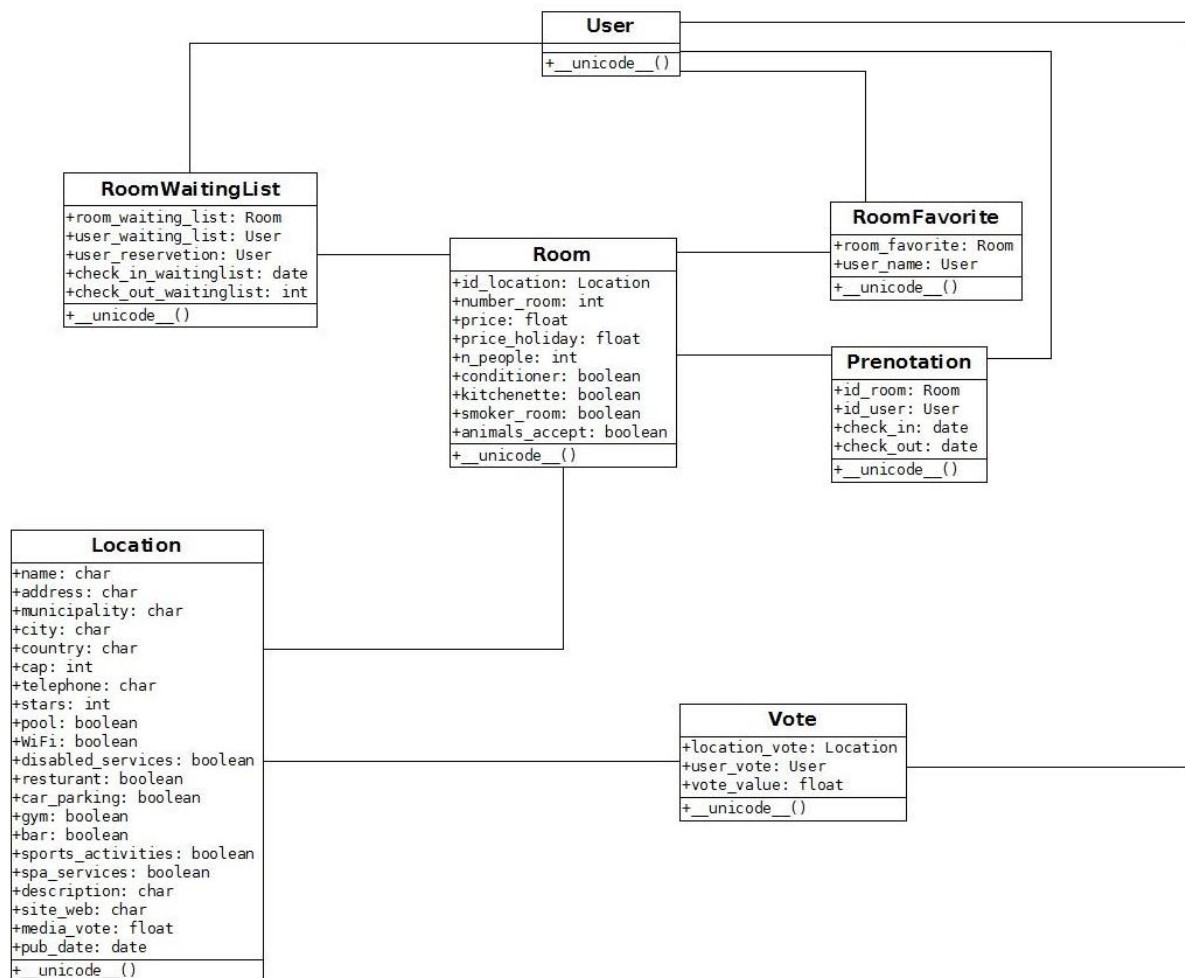 User
+__unicode__()
RoomWaitingList
+room_waiting_list: Room
+user_waiting_list: User
+user_reservetion: User
+check_in_waitinglist: date
+check_out_waitinglist: int
+__unicode__()
RoomFavorite
+room_favorite: Room
+user_name: User
+__unicode__()
Room
+id_location: Location
+number_room: int
+price: float
+price_holiday: float
+n_people: int
+conditioner: boolean
+kitchenette: boolean
+smoker_room: boolean
+animals_accept: boolean
+__unicode__()
Prenotation
+id_room: Room
+id_user: User
+check_in: date
+check_out: date
+__unicode__()
Location
+name: char
+address: char
+municipality: char
+city: char
+country: char
+cap: int
+telephone: char
+stars: int
+pool: boolean
+WiFi: boolean
+disabled_services: boolean
+resturant: boolean
+car_parking: boolean
+gym: boolean
+bar: boolean
+sports_activities: boolean
+spa_services: boolean
+description: char
+site_web: char
+media_vote: float
+pub_date: date
+__unicode__()
Vote
+location_vote: Location
+user_vote: User
+vote_value: float
+__unicode__()